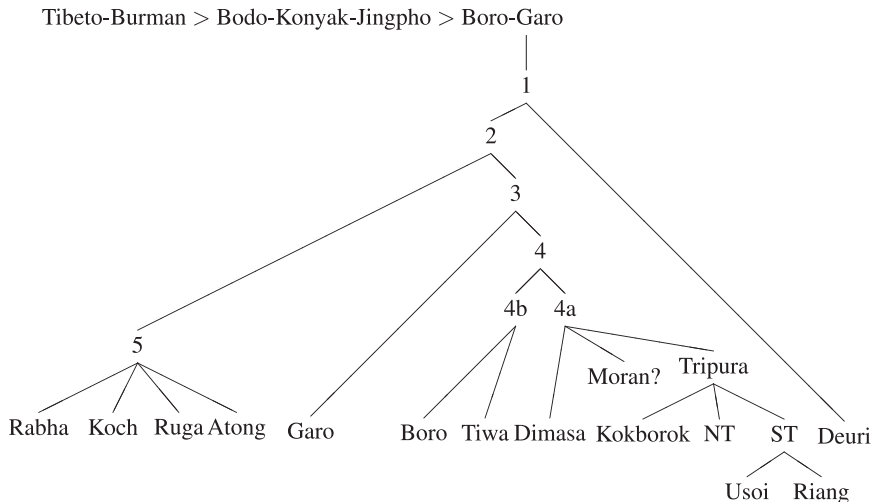 Tibeto-Burman > Bodo-Konyak-Jingpho > Boro-Garo
1
2
3
4
4b 4a
5
Moran? Tripura
Rabha Koch Ruga Atong Garo Boro Tiwa Dimasa Kokborok NT ST Deuri
Usoi Riang